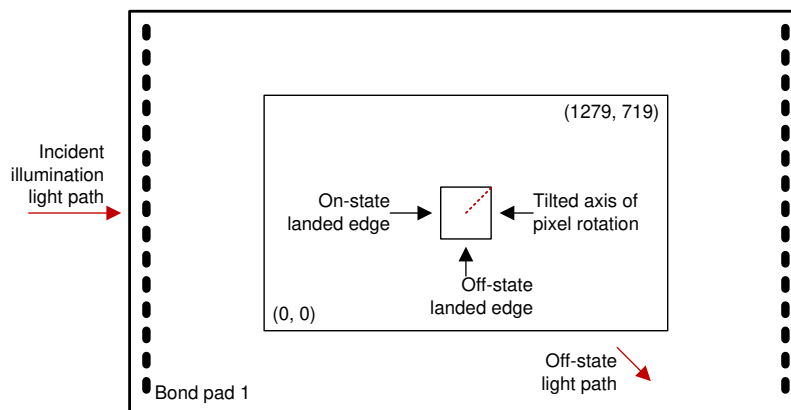 (1279, 719)
Incident
illumination
light path
On-state
landed edge
Tilted axis of
pixel rotation
Off-state
landed edge
(0, 0)
Off-state
light path
Bond pad 1